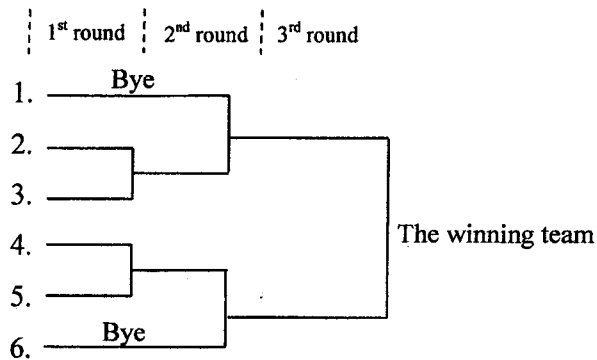 1st round 2nd round 3rd round
Bye
1.
2.
3.
4.
The winning team
5.
Bye
6.